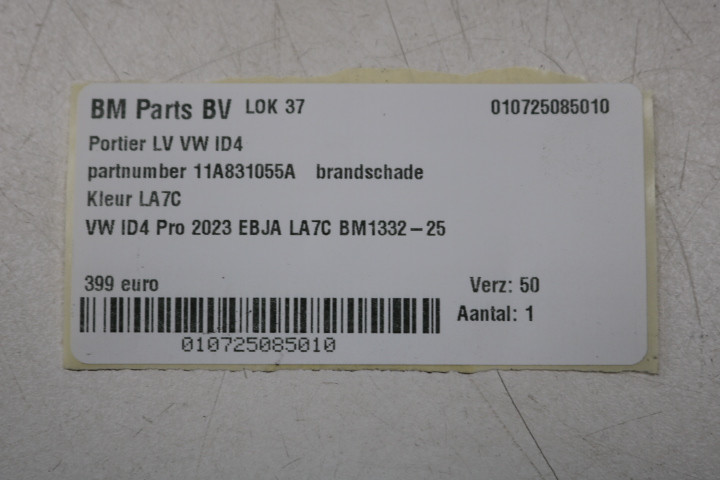 BM Parts BV LOK 37 010725085010
Portier LV VW ID4
partnumber 11A831055A brandschade
Kleur LA7C
VW ID4 Pro 2023 EBJA LA7C BM1332-25
399 euro Verz: 50
Aantal: 1
010725085010